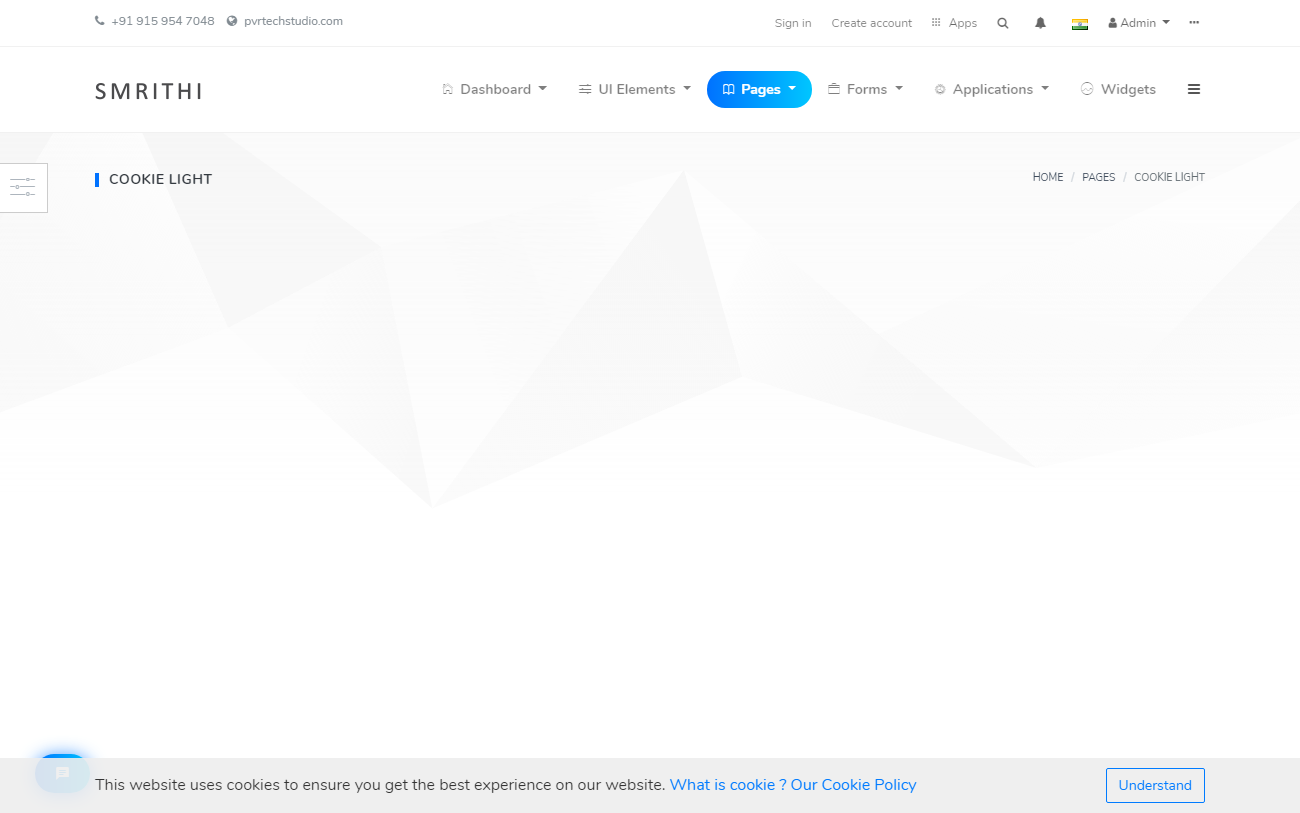 +91 915 954 7048 pvrtechstudio.com Sign in Create account Apps Admin
SMRITHI Dashboard UI Elements Pages Forms Applications Widgets
COOKIE LIGHT HOME / PAGES / COOKIE LIGHT
This website uses cookies to ensure you get the best experience on our website. What is cookie ? Our Cookie Policy Understand